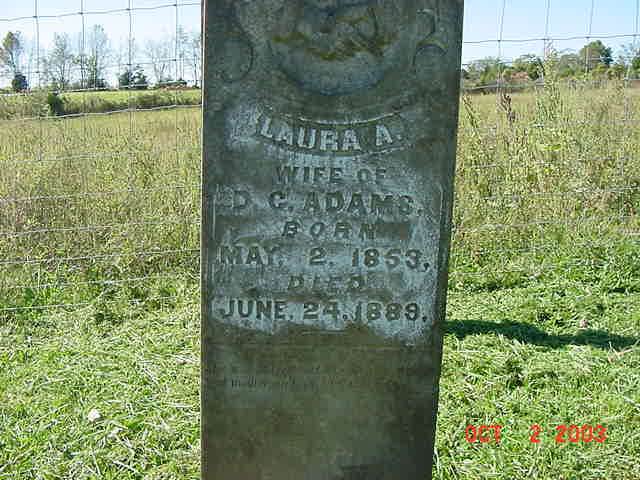 LAURA A.
WIFE OF
D. C. ADAMS.
BORN
MAY. 2. 1853,
DIED
JUNE. 24. 1889.
OCT 2 2003